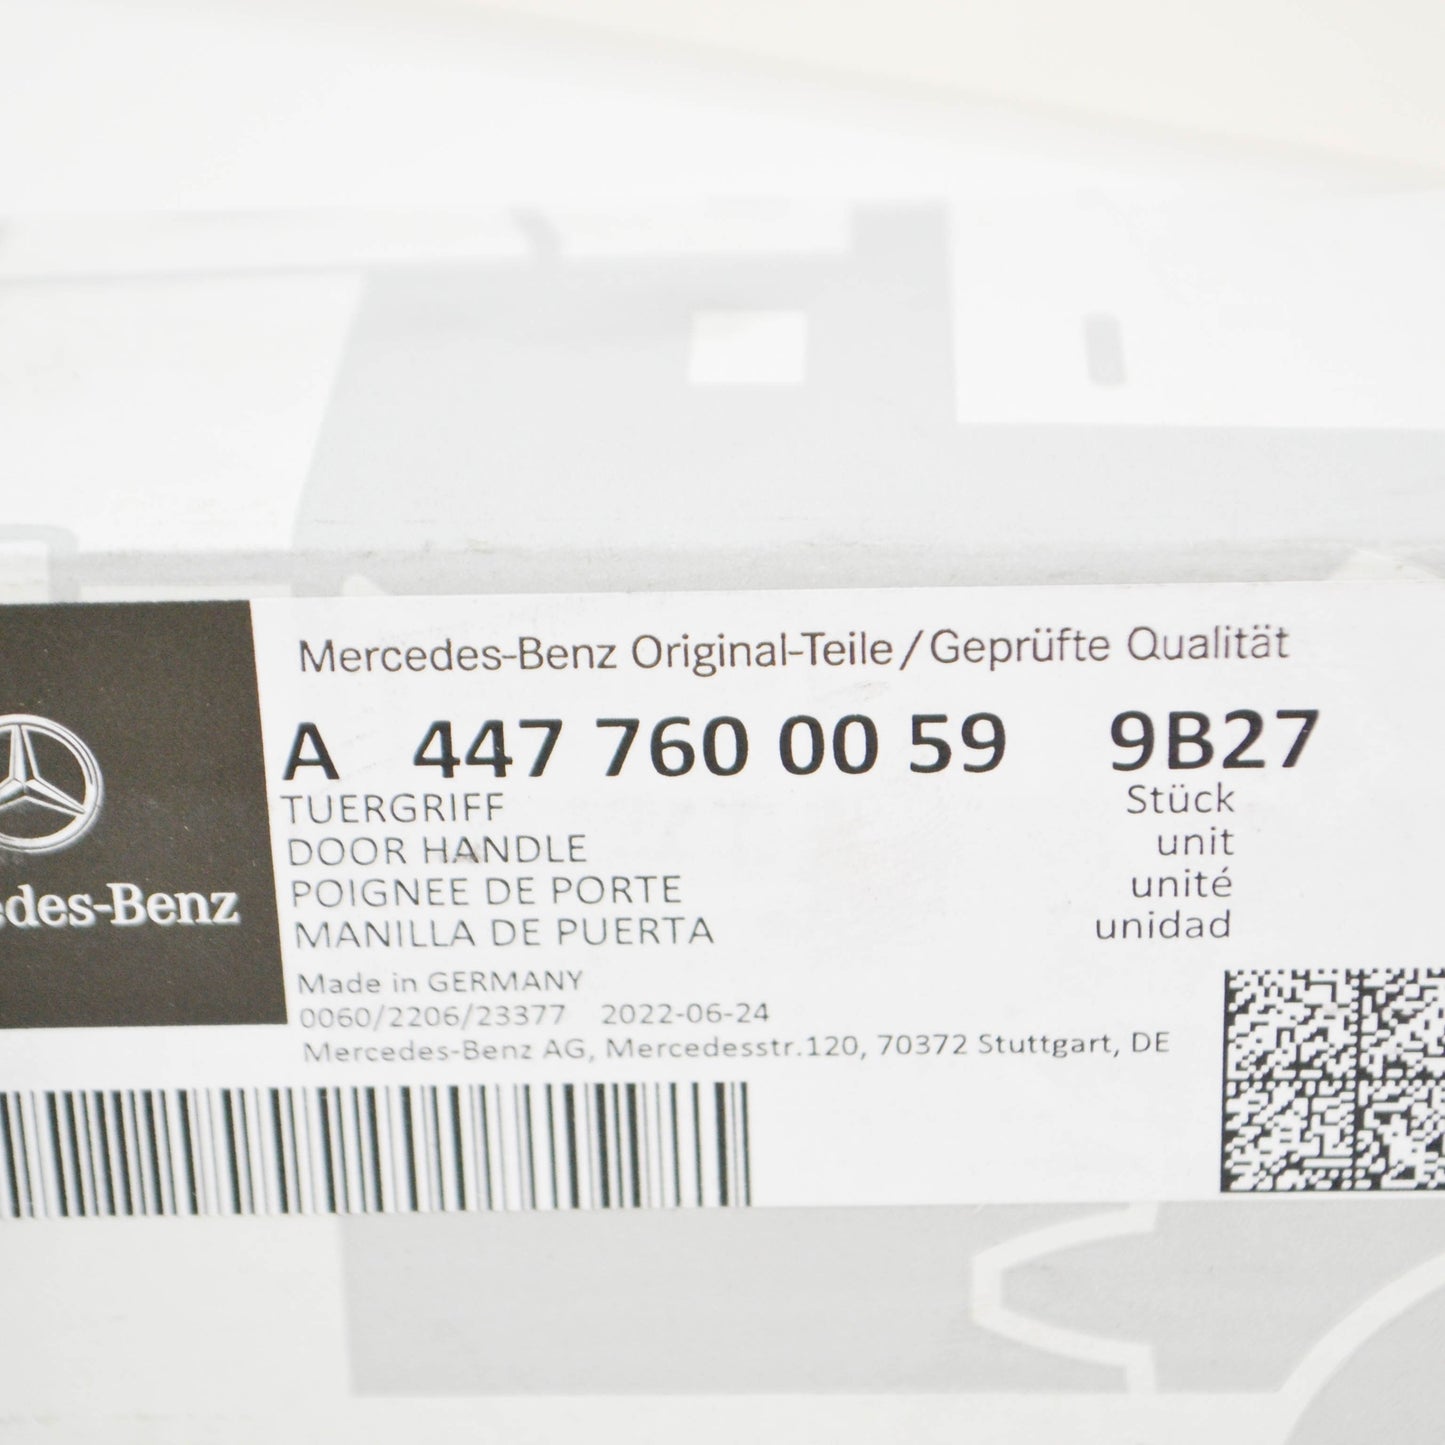 Mercedes-Benz Original-Teile/Geprüfte Qualität
A 447 760 00 59 9B27
TUERGRIFF Stück
DOOR HANDLE unit
POIGNEE DE PORTE unité
MANILLA DE PUERTA unidad
edes-Benz
Made in GERMANY
0060/2206/23377 2022-06-24
Mercedes-Benz AG, Mercedesstr.120, 70372 Stuttgart, DE